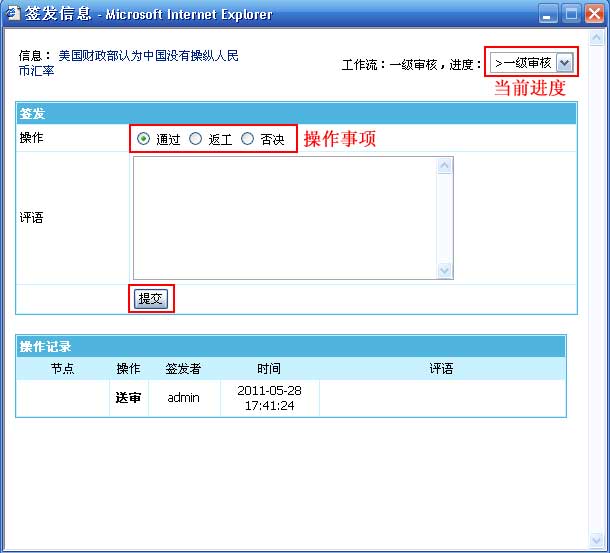 签发信息 - Microsoft Internet Explorer
信息： 美国财政部认为中国没有操纵人民
币汇率
工作流：一级审核，进度：
>一级审核
当前进度
签发
操作
通过 返工 否决
操作事项
评语
提交
操作记录
节点 操作 签发者 时间 评语
送审 admin 2011-05-28
17:41:24